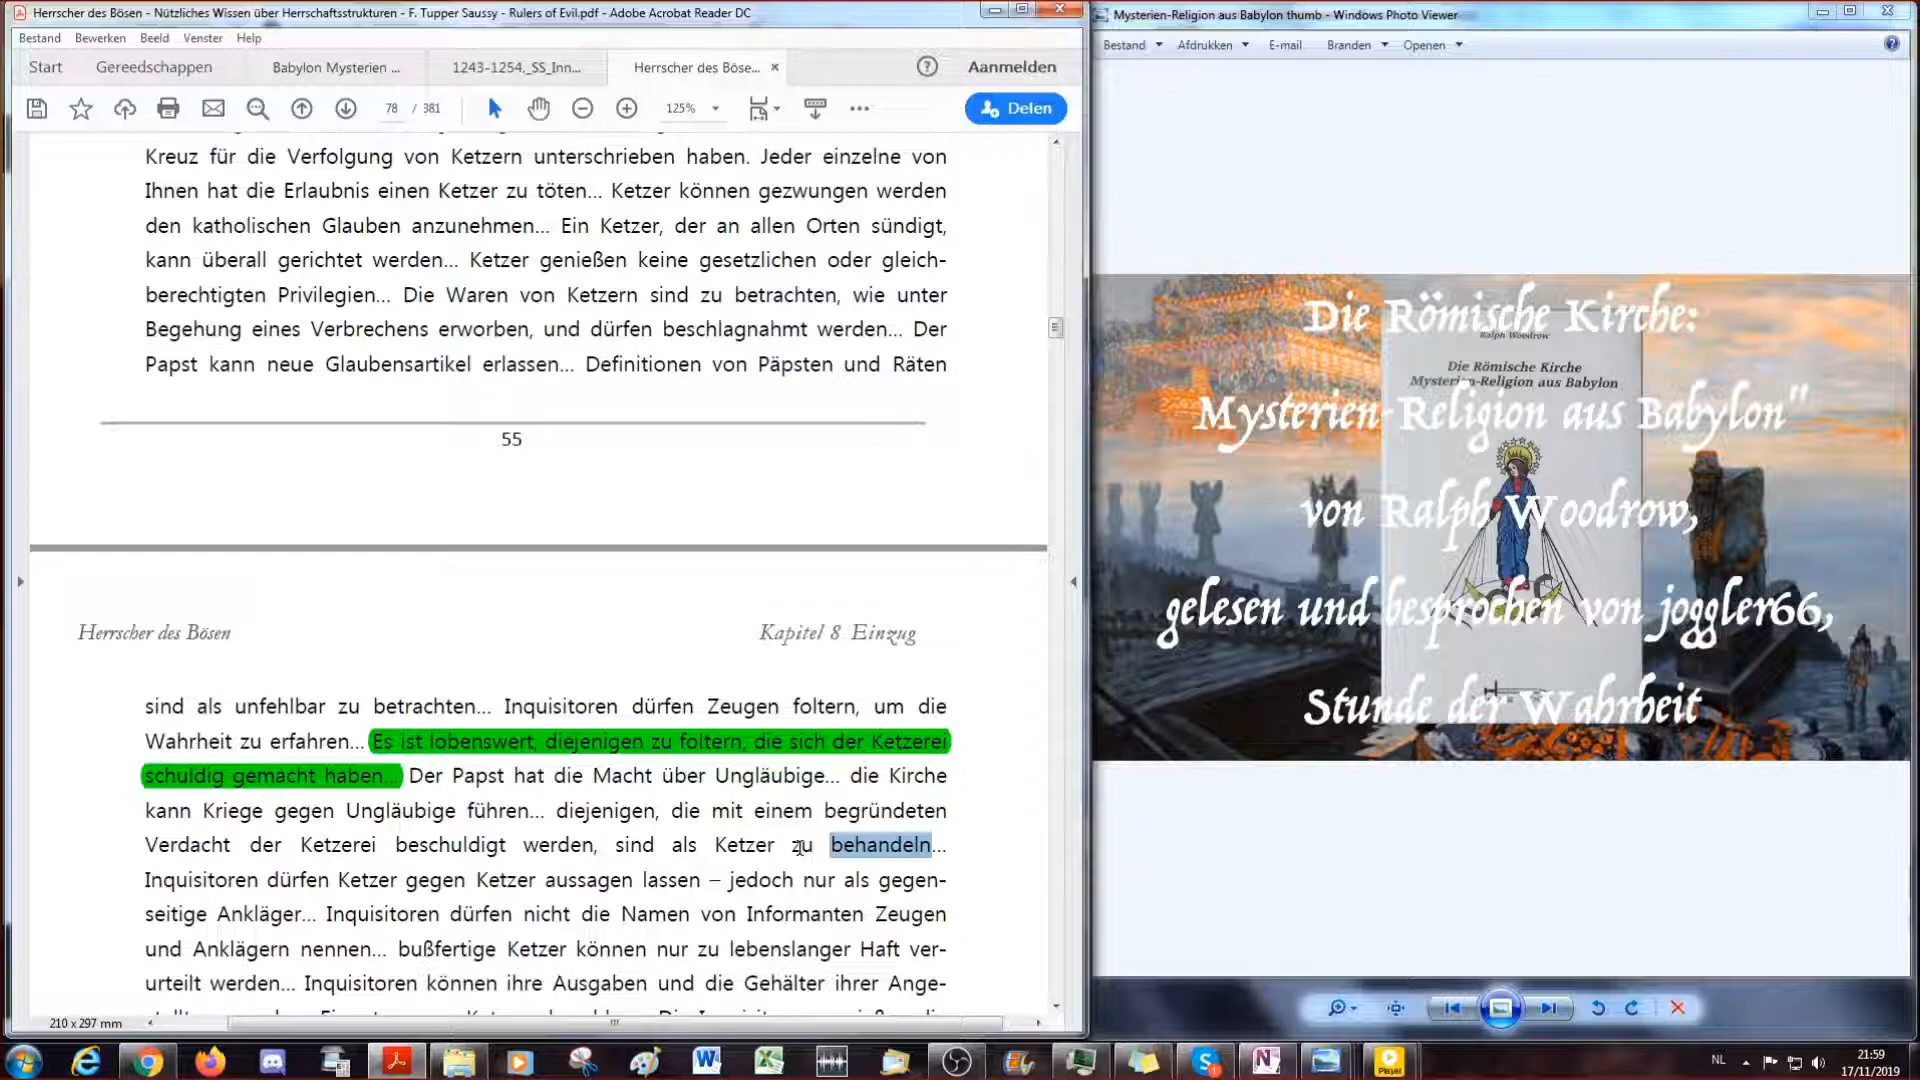 Herrscher des Bösen - Nützliches Wissen über Herrschaftsstrukturen - F. Tupper Saussy - Rulers of Evil.pdf - Adobe Acrobat Reader DC
Bestand Bewerken Beeld Venster Help
Start Gereedschappen Babylon Mysterien ... 1243-1254,_SS_Inn... Herrscher des Böse... × Aanmelden
78 / 381 125% Delen
Kreuz für die Verfolgung von Ketzern unterschrieben haben. Jeder einzelne von
Ihnen hat die Erlaubnis einen Ketzer zu töten... Ketzer können gezwungen werden
den katholischen Glauben anzunehmen... Ein Ketzer, der an allen Orten sündigt,
kann überall gerichtet werden... Ketzer genießen keine gesetzlichen oder gleich-
berechtigten Privilegien... Die Waren von Ketzern sind zu betrachten, wie unter
Begehung eines Verbrechens erworben, und dürfen beschlagnahmt werden... Der
Papst kann neue Glaubensartikel erlassen... Definitionen von Päpsten und Räten
55
Herrscher des Bösen Kapitel 8 Einzug
sind als unfehlbar zu betrachten... Inquisitoren dürfen Zeugen foltern, um die
Wahrheit zu erfahren... Es ist lobenswert, diejenigen zu foltern, die sich der Ketzerei
schuldig gemacht haben... Der Papst hat die Macht über Ungläubige... die Kirche
kann Kriege gegen Ungläubige führen... diejenigen, die mit einem begründeten
Verdacht der Ketzerei beschuldigt werden, sind als Ketzer zu behandeln...
Inquisitoren dürfen Ketzer gegen Ketzer aussagen lassen – jedoch nur als gegen-
seitige Ankläger... Inquisitoren dürfen nicht die Namen von Informanten Zeugen
und Anklägern nennen... bußfertige Ketzer können nur zu lebenslanger Haft ver-
urteilt werden... Inquisitoren können ihre Ausgaben und die Gehälter ihrer Ange-
210 x 297 mm
Mysterien-Religion aus Babylon thumb - Windows Photo Viewer
Bestand Afdrukken E-mail Branden Openen
Die Römische Kirche:
Ralph Woodrow
Die Römische Kirche
Mysterien-Religion aus Babylon
Mysterien-Religion aus Babylon"
von Ralph Woodrow,
gelesen und besprochen von joggler66,
Stunde der Wahrheit
NL
21:59
17/11/2019
Player